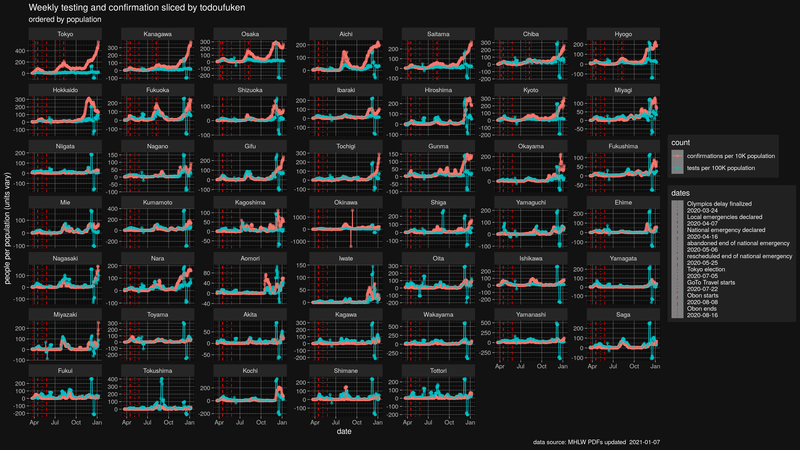 Weekly testing and confirmation sliced by todoufuken
ordered by population
Tokyo Kanagawa Osaka Aichi Saitama Chiba Hyogo
Hokkaido Fukuoka Shizuoka Ibaraki Hiroshima Kyoto Miyagi
Niigata Nagano Gifu Tochigi Gunma Okayama Fukushima
Mie Kumamoto Kagoshima Okinawa Shiga Yamaguchi Ehime
Nagasaki Nara Aomori Iwate Oita Ishikawa Yamagata
Miyazaki Toyama Akita Kagawa Wakayama Yamanashi Saga
Fukui Tokushima Kochi Shimane Tottori
Apr Jul Oct Jan
people per population (units vary)
date
count
confirmations per 10K population
tests per 100K population
dates
Olympics delay finalized
2020-03-24
Local emergencies declared
2020-04-07
National emergency declared
2020-04-16
abandoned end of national emergency
2020-05-06
rescheduled end of national emergency
2020-05-25
Tokyo election
2020-07-05
GoTo Travel starts
2020-07-22
Obon starts
2020-08-08
Obon ends
2020-08-16
data source: MHLW PDFs updated 2021-01-07